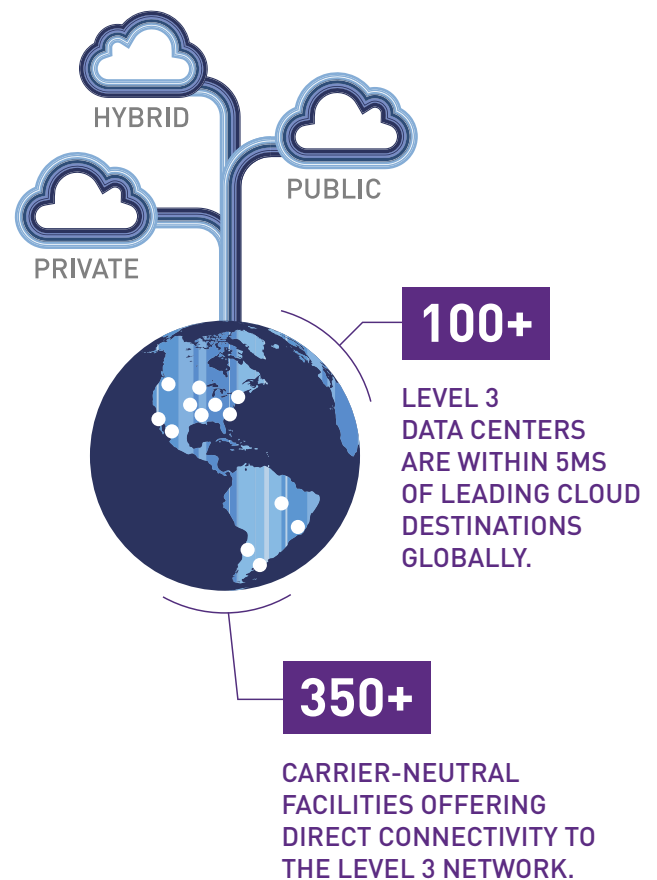 HYBRID
PUBLIC
PRIVATE
100+
LEVEL 3
DATA CENTERS
ARE WITHIN 5MS
OF LEADING CLOUD
DESTINATIONS
GLOBALLY.
350+
CARRIER-NEUTRAL
FACILITIES OFFERING
DIRECT CONNECTIVITY TO
THE LEVEL 3 NETWORK.